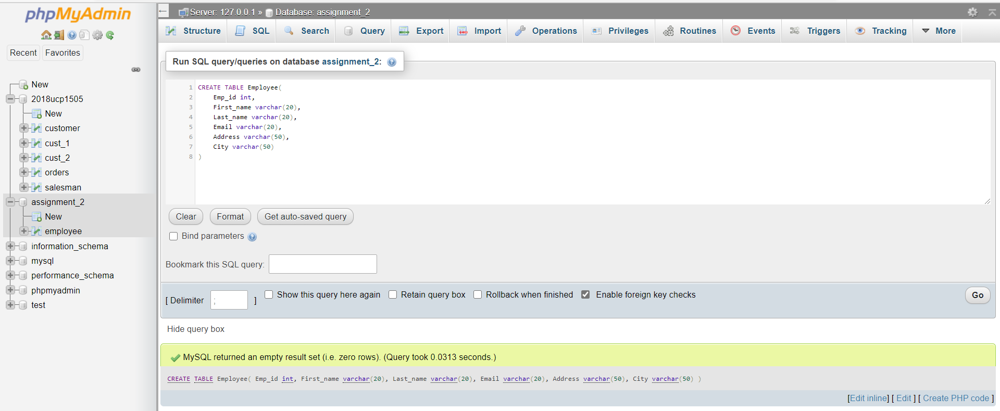 phpMyAdmin
Recent Favorites
New
2018ucp1505
New
customer
cust_1
cust_2
orders
salesman
assignment_2
New
employee
information_schema
mysql
performance_schema
phpmyadmin
test
Server: 127.0.0.1 » Database: assignment_2
Structure SQL Search Query Export Import Operations Privileges Routines Events Triggers Tracking More
Run SQL query/queries on database assignment_2:
1 CREATE TABLE Employee(
2 Emp_id int,
3 First_name varchar(20),
4 Last_name varchar(20),
5 Email varchar(20),
6 Address varchar(50),
7 City varchar(50)
8 )
Clear Format Get auto-saved query
Bind parameters
Bookmark this SQL query:
[ Delimiter ; ] Show this query here again Retain query box Rollback when finished Enable foreign key checks Go
Hide query box
MySQL returned an empty result set (i.e. zero rows). (Query took 0.0313 seconds.)
CREATE TABLE Employee( Emp_id int, First_name varchar(20), Last_name varchar(20), Email varchar(20), Address varchar(50), City varchar(50) )
[Edit inline] [ Edit ] [ Create PHP code ]